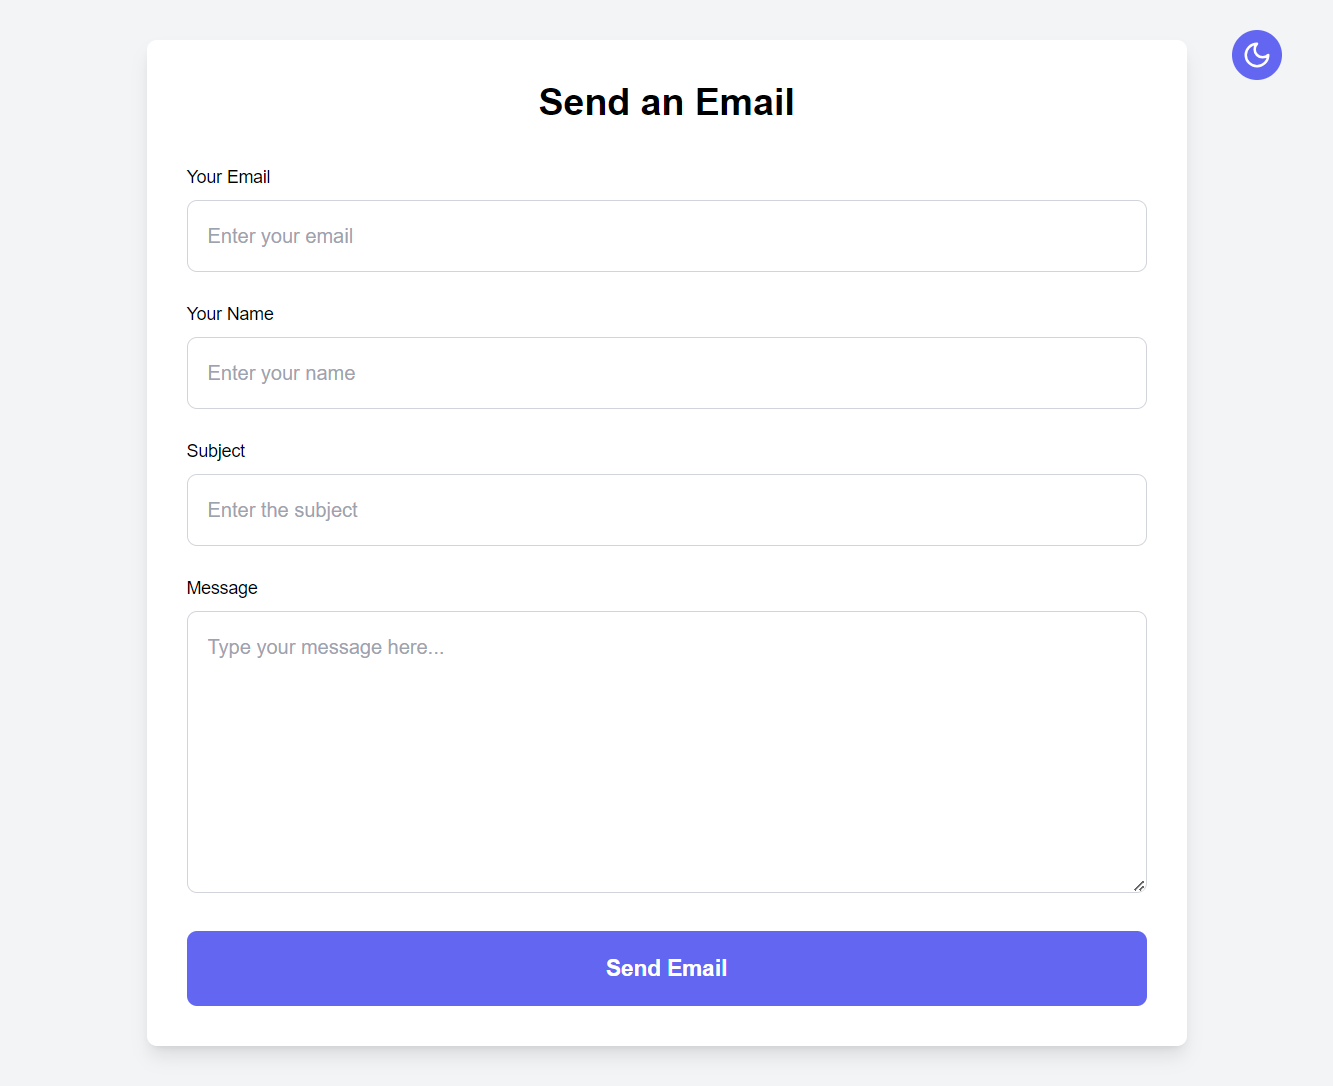 Send an Email
Your Email
Enter your email
Your Name
Enter your name
Subject
Enter the subject
Message
Type your message here...
Send Email